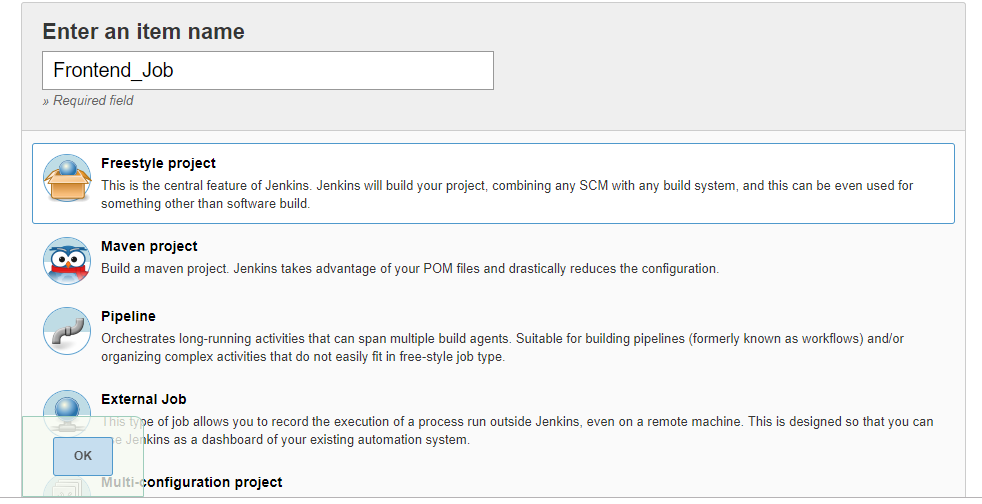 Enter an item name
Frontend_Job
» Required field
Freestyle project
This is the central feature of Jenkins. Jenkins will build your project, combining any SCM with any build system, and this can be even used for
something other than software build.
Maven project
Build a maven project. Jenkins takes advantage of your POM files and drastically reduces the configuration.
Pipeline
Orchestrates long-running activities that can span multiple build agents. Suitable for building pipelines (formerly known as workflows) and/or
organizing complex activities that do not easily fit in free-style job type.
External Job
This type of job allows you to record the execution of a process run outside Jenkins, even on a remote machine. This is designed so that you can
Jenkins as a dashboard of your existing automation system.
OK
Multi-configuration project